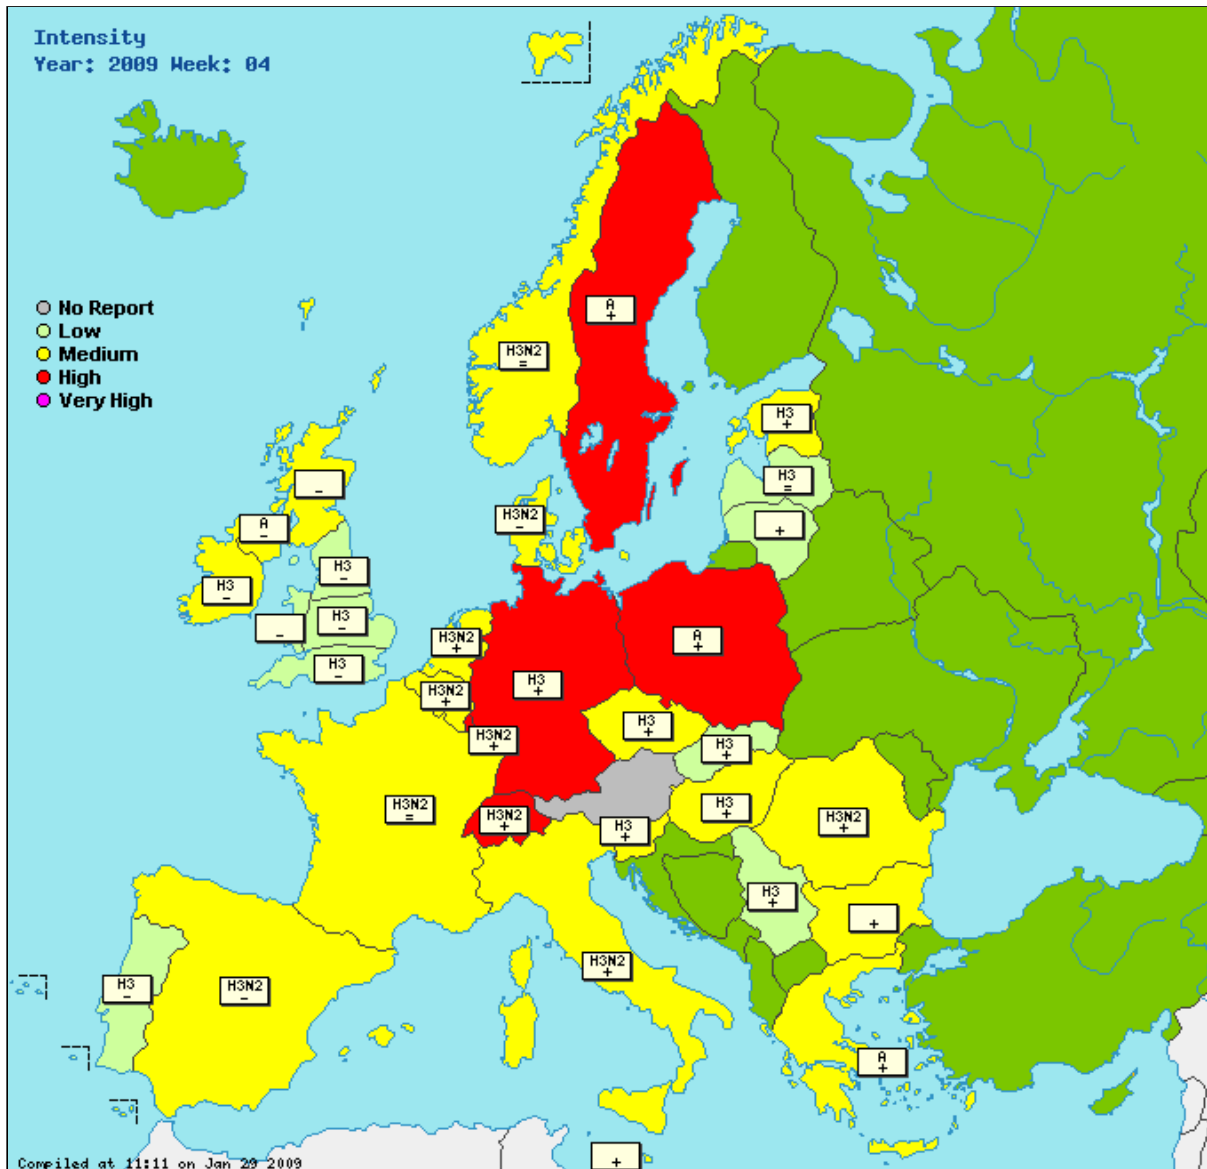 Intensity
Year: 2009 Week: 04
No Report
Low
Medium
High
Very High
A
+
H3N2
=
H3
+
H3
=
-
H3N2
-
+
A
-
H3
-
H3
-
H3
-
-
H3N2
+
A
+
H3
-
H3
+
H3N2
+
H3
+
H3N2
+
H3
+
H3N2
=
H3N2
+
H3
+
H3
+
H3N2
+
H3
+
+
H3N2
+
H3
-
H3N2
-
A
+
+
Compiled at 11:11 on Jan 29 2009